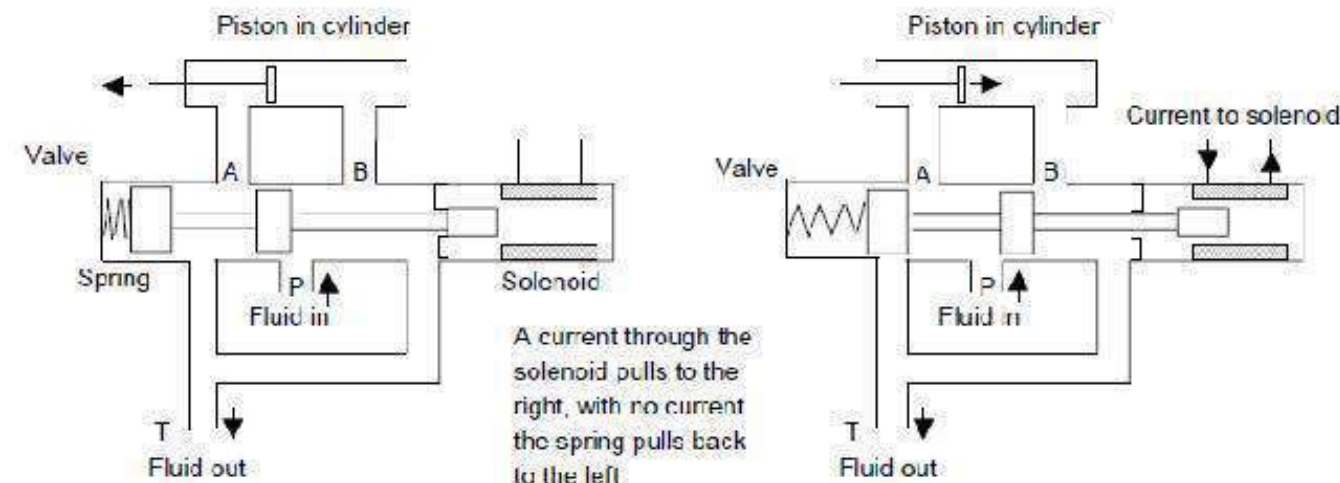 Piston in cylinder
Valve
A
B
Spring
P
Fluid in
Solenoid
T
Fluid out
A current through the
solenoid pulls to the
right, with no current
the spring pulls back
to the left
Piston in cylinder
Current to solenoid
Valve
A
B
P
Fluid in
T
Fluid out